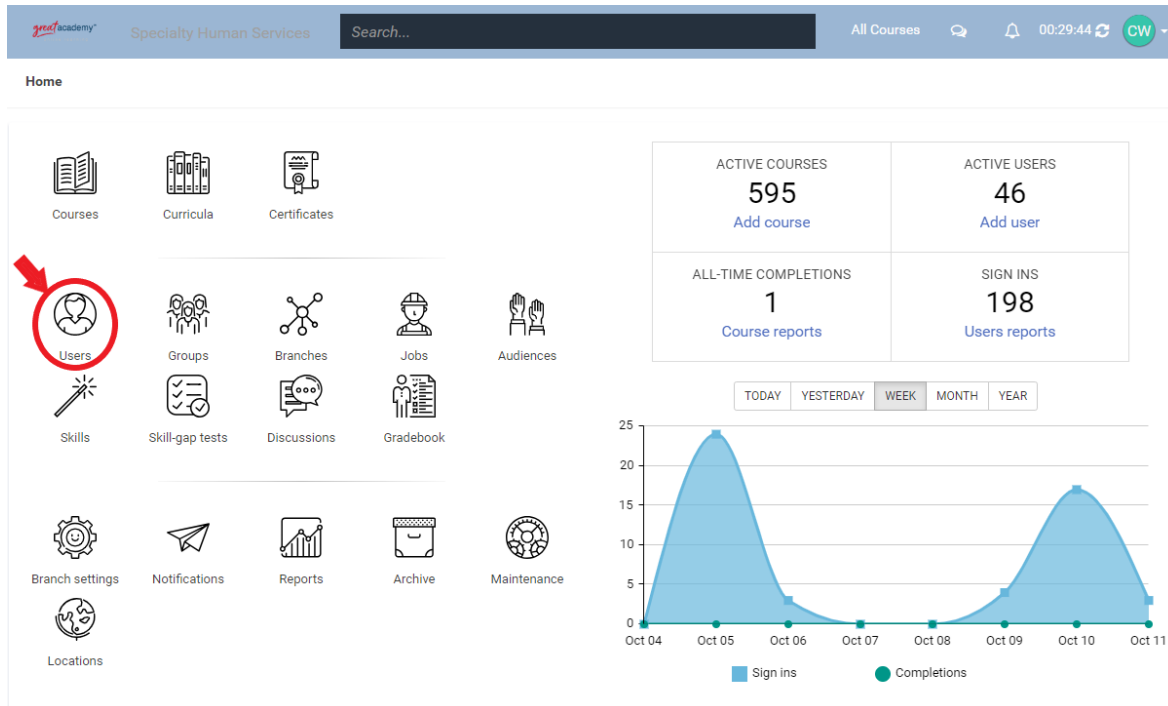 great academy™ Specialty Human Services Search... All Courses 00:29:44 CW
Home
Courses Curricula Certificates
Users Groups Branches Jobs Audiences
Skills Skill-gap tests Discussions Gradebook
Branch settings Notifications Reports Archive Maintenance
Locations
ACTIVE COURSES
595
Add course
ACTIVE USERS
46
Add user
ALL-TIME COMPLETIONS
1
Course reports
SIGN INS
198
Users reports
TODAY YESTERDAY WEEK MONTH YEAR
25
20
15
10
5
0
Oct 04 Oct 05 Oct 06 Oct 07 Oct 08 Oct 09 Oct 10 Oct 11
Sign ins Completions